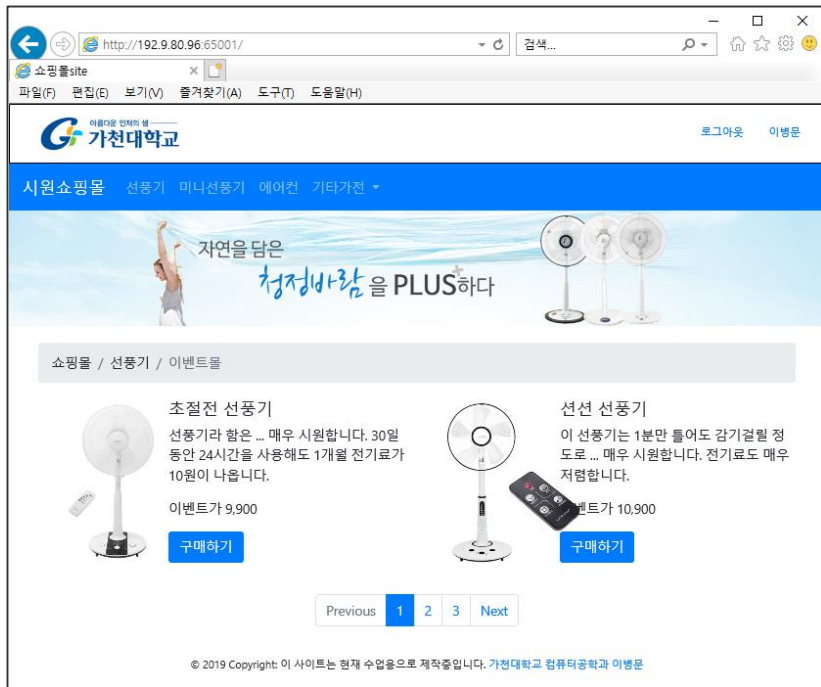 http://192.9.80.96:65001/
검색...
쇼핑몰site
파일(F) 편집(E) 보기(V) 즐겨찾기(A) 도구(T) 도움말(H)
아름다운 인재의 샘
가천대학교
로그아웃 이병문
시원쇼핑몰 선풍기 미니선풍기 에어컨 기타가전
자연을 담은
청정바람을 PLUS+하다
쇼핑몰 / 선풍기 / 이벤트몰
초절전 선풍기
선풍기라 함은 ... 매우 시원합니다. 30일
동안 24시간을 사용해도 1개월 전기료가
10원이 나옵니다.
이벤트가 9,900
구매하기
션션 선풍기
이 선풍기는 1분만 틀어도 감기걸릴 정
도로 ... 매우 시원합니다. 전기료도 매우
저렴합니다.
벤트가 10,900
구매하기
Previous 1 2 3 Next
© 2019 Copyright: 이 사이트는 현재 수업용으로 제작중입니다. 가천대학교 컴퓨터공학과 이병문